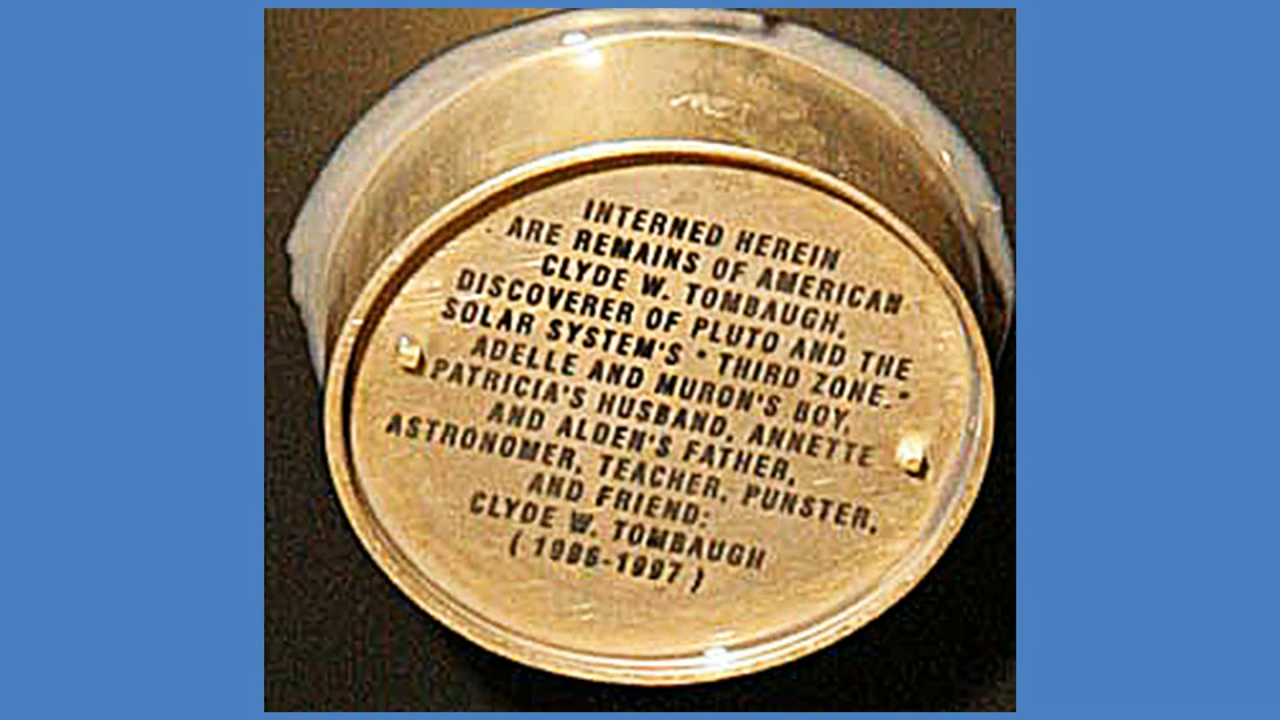 INTERNED HEREIN
ARE REMAINS OF AMERICAN
CLYDE W. TOMBAUGH,
DISCOVERER OF PLUTO AND THE
SOLAR SYSTEM'S "THIRD ZONE."
ADELLE AND MURON'S BOY,
PATRICIA'S HUSBAND, ANNETTE
AND ALDEN'S FATHER,
ASTRONOMER, TEACHER, PUNSTER,
AND FRIEND:
CLYDE W. TOMBAUGH
(1906-1997)